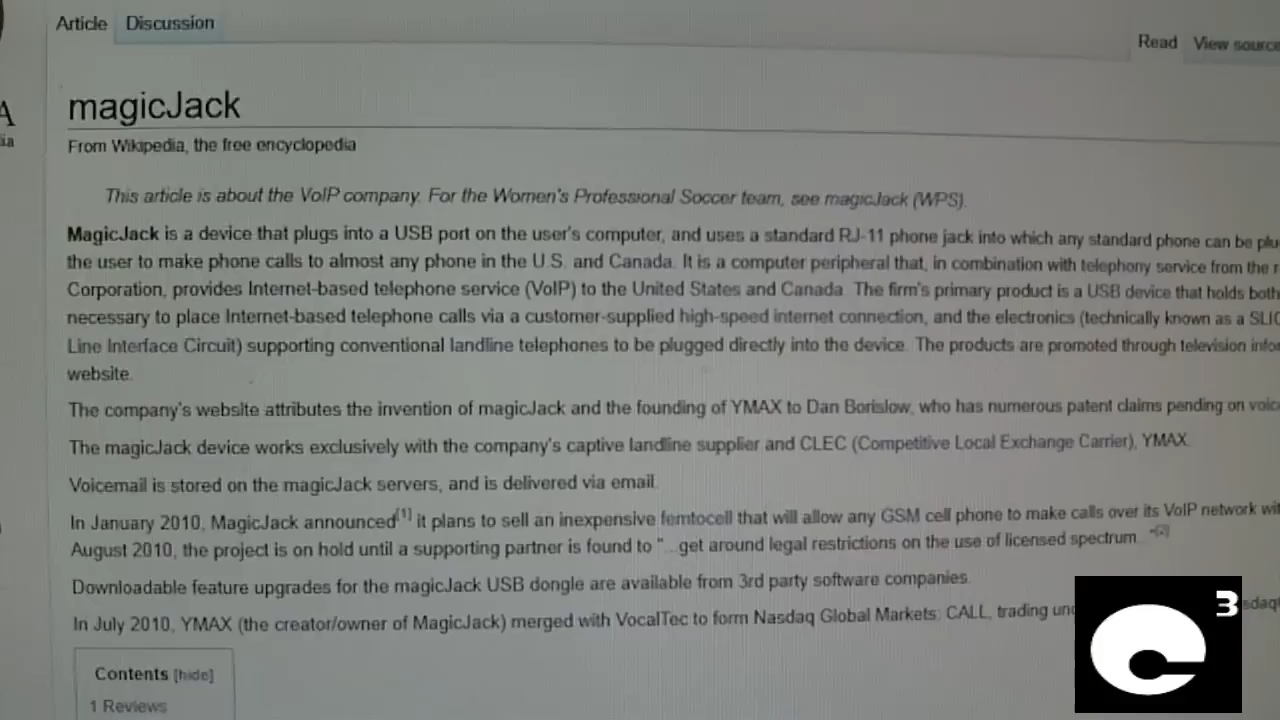 Article Discussion
Read View source
A
ia
magicJack
From Wikipedia, the free encyclopedia
This article is about the VoIP company. For the Women's Professional Soccer team, see magicJack (WPS).
MagicJack is a device that plugs into a USB port on the user's computer, and uses a standard RJ-11 phone jack into which any standard phone can be plu
the user to make phone calls to almost any phone in the U.S. and Canada. It is a computer peripheral that, in combination with telephony service from the r
Corporation, provides Internet-based telephone service (VoIP) to the United States and Canada. The firm's primary product is a USB device that holds both
necessary to place Internet-based telephone calls via a customer-supplied high-speed internet connection, and the electronics (technically known as a SLIC
Line Interface Circuit) supporting conventional landline telephones to be plugged directly into the device. The products are promoted through television infor
website.
The company's website attributes the invention of magicJack and the founding of YMAX to Dan Borislow, who has numerous patent claims pending on voic
The magicJack device works exclusively with the company's captive landline supplier and CLEC (Competitive Local Exchange Carrier), YMAX.
Voicemail is stored on the magicJack servers, and is delivered via email.
In January 2010, MagicJack announced[1] it plans to sell an inexpensive femtocell that will allow any GSM cell phone to make calls over its VoIP network wit
August 2010, the project is on hold until a supporting partner is found to "...get around legal restrictions on the use of licensed spectrum..."[2]
Downloadable feature upgrades for the magicJack USB dongle are available from 3rd party software companies.
In July 2010, YMAX (the creator/owner of MagicJack) merged with VocalTec to form Nasdaq Global Markets: CALL, trading und sdaq
Contents [hide]
1 Reviews
e3